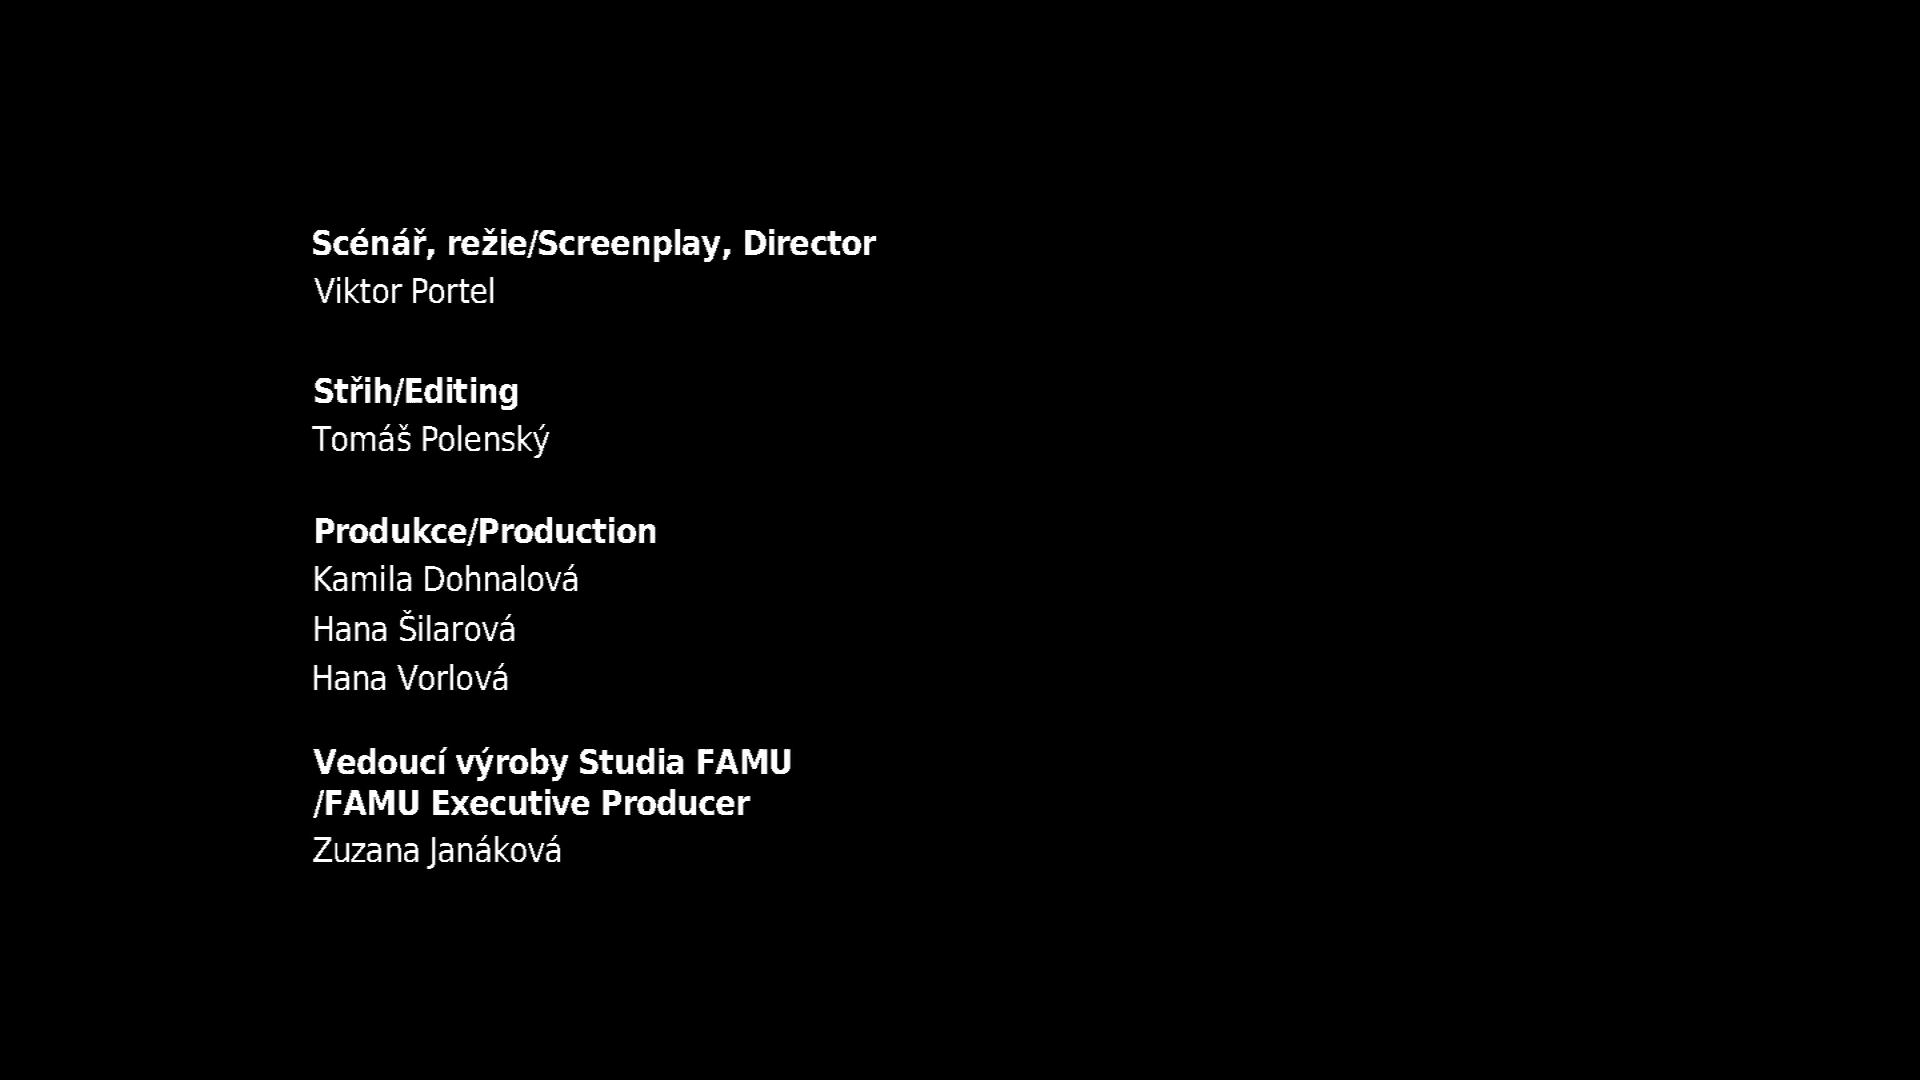 Scénář, režie/Screenplay, Director
Viktor Portel
Střih/Editing
Tomáš Polenský
Produkce/Production
Kamila Dohnalová
Hana Šilarová
Hana Vorlová
Vedoucí výroby Studia FAMU
/FAMU Executive Producer
Zuzana Janáková